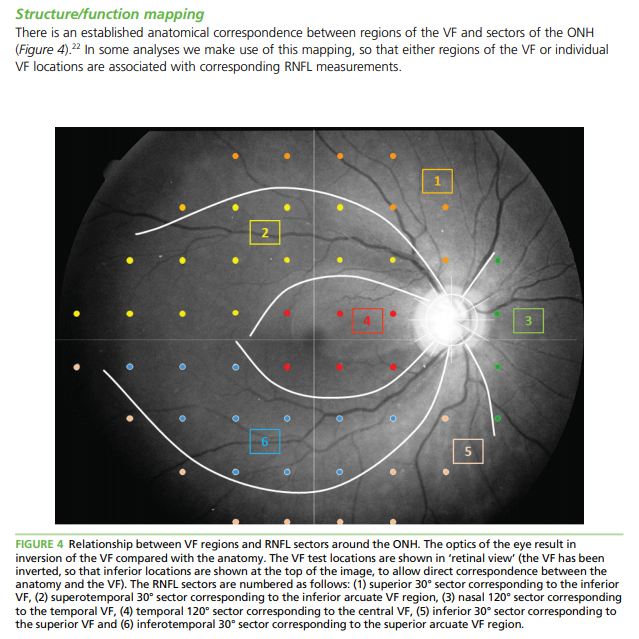 Structure/function mapping
There is an established anatomical correspondence between regions of the VF and sectors of the ONH
(Figure 4).22 In some analyses we make use of this mapping, so that either regions of the VF or individual
VF locations are associated with corresponding RNFL measurements.
1
2
4
3
6
5
FIGURE 4 Relationship between VF regions and RNFL sectors around the ONH. The optics of the eye result in
inversion of the VF compared with the anatomy. The VF test locations are shown in ‘retinal view’ (the VF has been
inverted, so that inferior locations are shown at the top of the image, to allow direct correspondence between the
anatomy and the VF). The RNFL sectors are numbered as follows: (1) superior 30° sector corresponding to the inferior
VF, (2) superotemporal 30° sector corresponding to the inferior arcuate VF region, (3) nasal 120° sector corresponding
to the temporal VF, (4) temporal 120° sector corresponding to the central VF, (5) inferior 30° sector corresponding to
the superior VF and (6) inferotemporal 30° sector corresponding to the superior arcuate VF region.